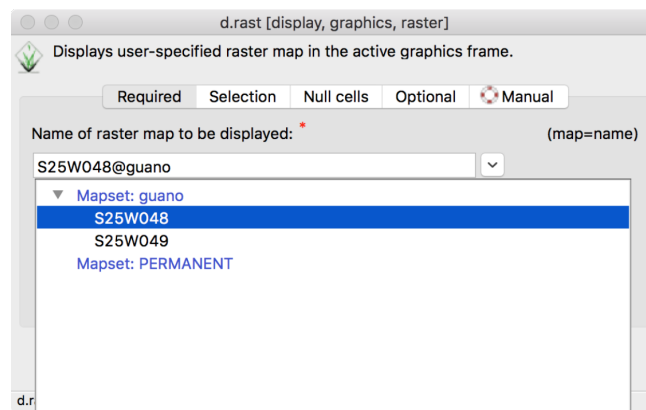 d.rast [display, graphics, raster]
Displays user-specified raster map in the active graphics frame.
Required Selection Null cells Optional Manual
Name of raster map to be displayed: * (map=name)
S25W048@guano
Mapset: guano
S25W048
S25W049
Mapset: PERMANENT
d.r